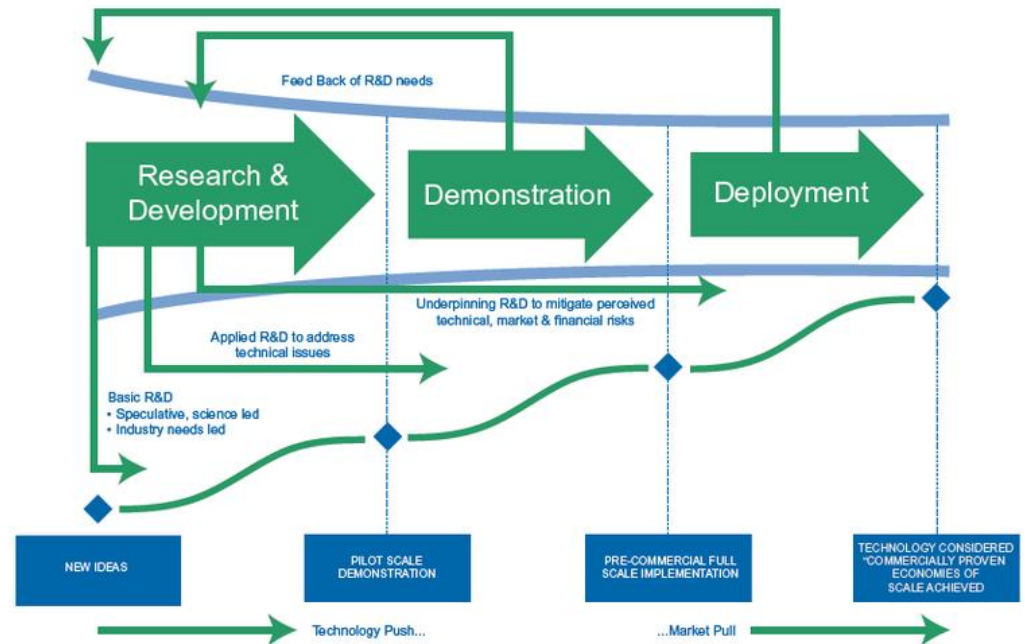 Feed Back of R&D needs
Research &
Development
Demonstration
Deployment
Underpinning R&D to mitigate perceived
technical, market & financial risks
Applied R&D to address
technical issues
Basic R&D
• Speculative, science led
• Industry needs led
NEW IDEAS
PILOT SCALE
DEMONSTRATION
PRE-COMMERCIAL FULL
SCALE IMPLEMENTATION
TECHNOLOGY CONSIDERED
"COMMERCIALLY PROVEN
ECONOMIES OF
SCALE ACHIEVED
Technology Push...
...Market Pull